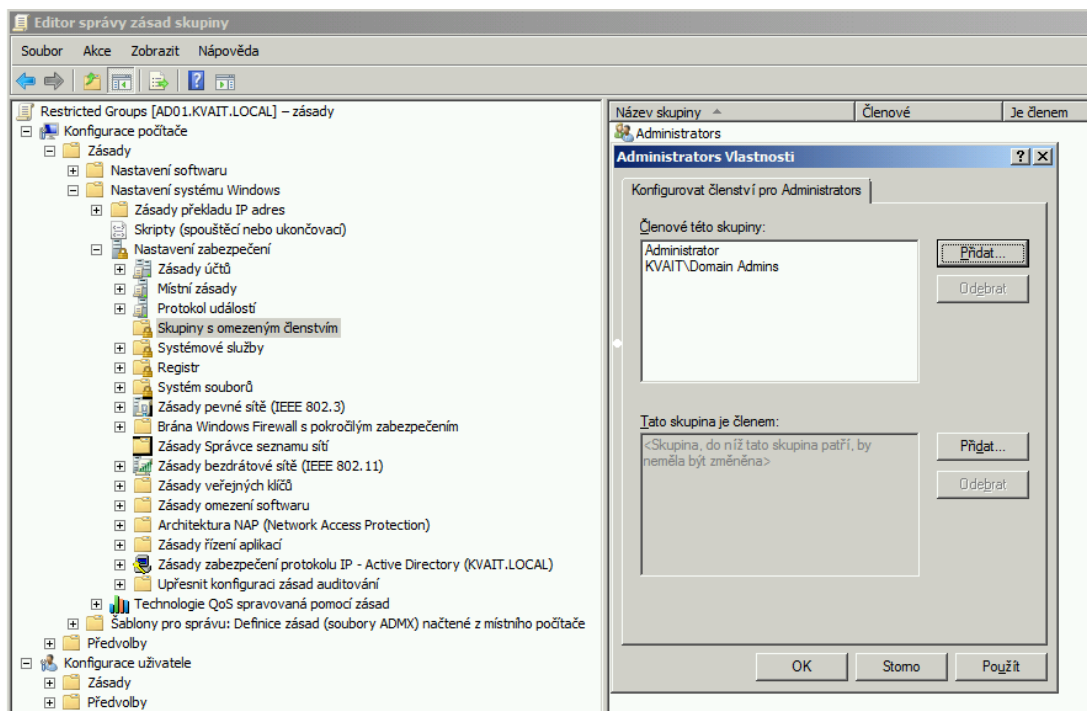 Editor správy zásad skupiny
Soubor Akce Zobrazit Nápověda
Restricted Groups [AD01.KVAIT.LOCAL] – zásady
Konfigurace počítače
Zásady
Nastavení softwaru
Nastavení systému Windows
Zásady překladu IP adres
Skripty (spouštěcí nebo ukončovací)
Nastavení zabezpečení
Zásady účtů
Místní zásady
Protokol událostí
Skupiny s omezeným členstvím
Systémové služby
Registr
Systém souborů
Zásady pevné sítě (IEEE 802.3)
Brána Windows Firewall s pokročilým zabezpečením
Zásady Správce seznamu sítí
Zásady bezdrátové sítě (IEEE 802.11)
Zásady veřejných klíčů
Zásady omezení softwaru
Architektura NAP (Network Access Protection)
Zásady řízení aplikací
Zásady zabezpečení protokolu IP - Active Directory (KVAIT.LOCAL)
Upřesnit konfiguraci zásad auditování
Technologie QoS spravovaná pomocí zásad
Šablony pro správu: Definice zásad (soubory ADMX) načtené z místního počítače
Předvolby
Konfigurace uživatele
Zásady
Předvolby
Název skupiny Členové Je členem
Administrators
Administrators Vlastnosti
Konfigurovat členství pro Administrators
Členové této skupiny:
Administrator
KVAIT\Domain Admins
Přidat...
Odebrat
Tato skupina je členem:
<Skupina, do níž tato skupina patří, by
neměla být změněna>
Přidat...
Odebrat
OK Storno Použít